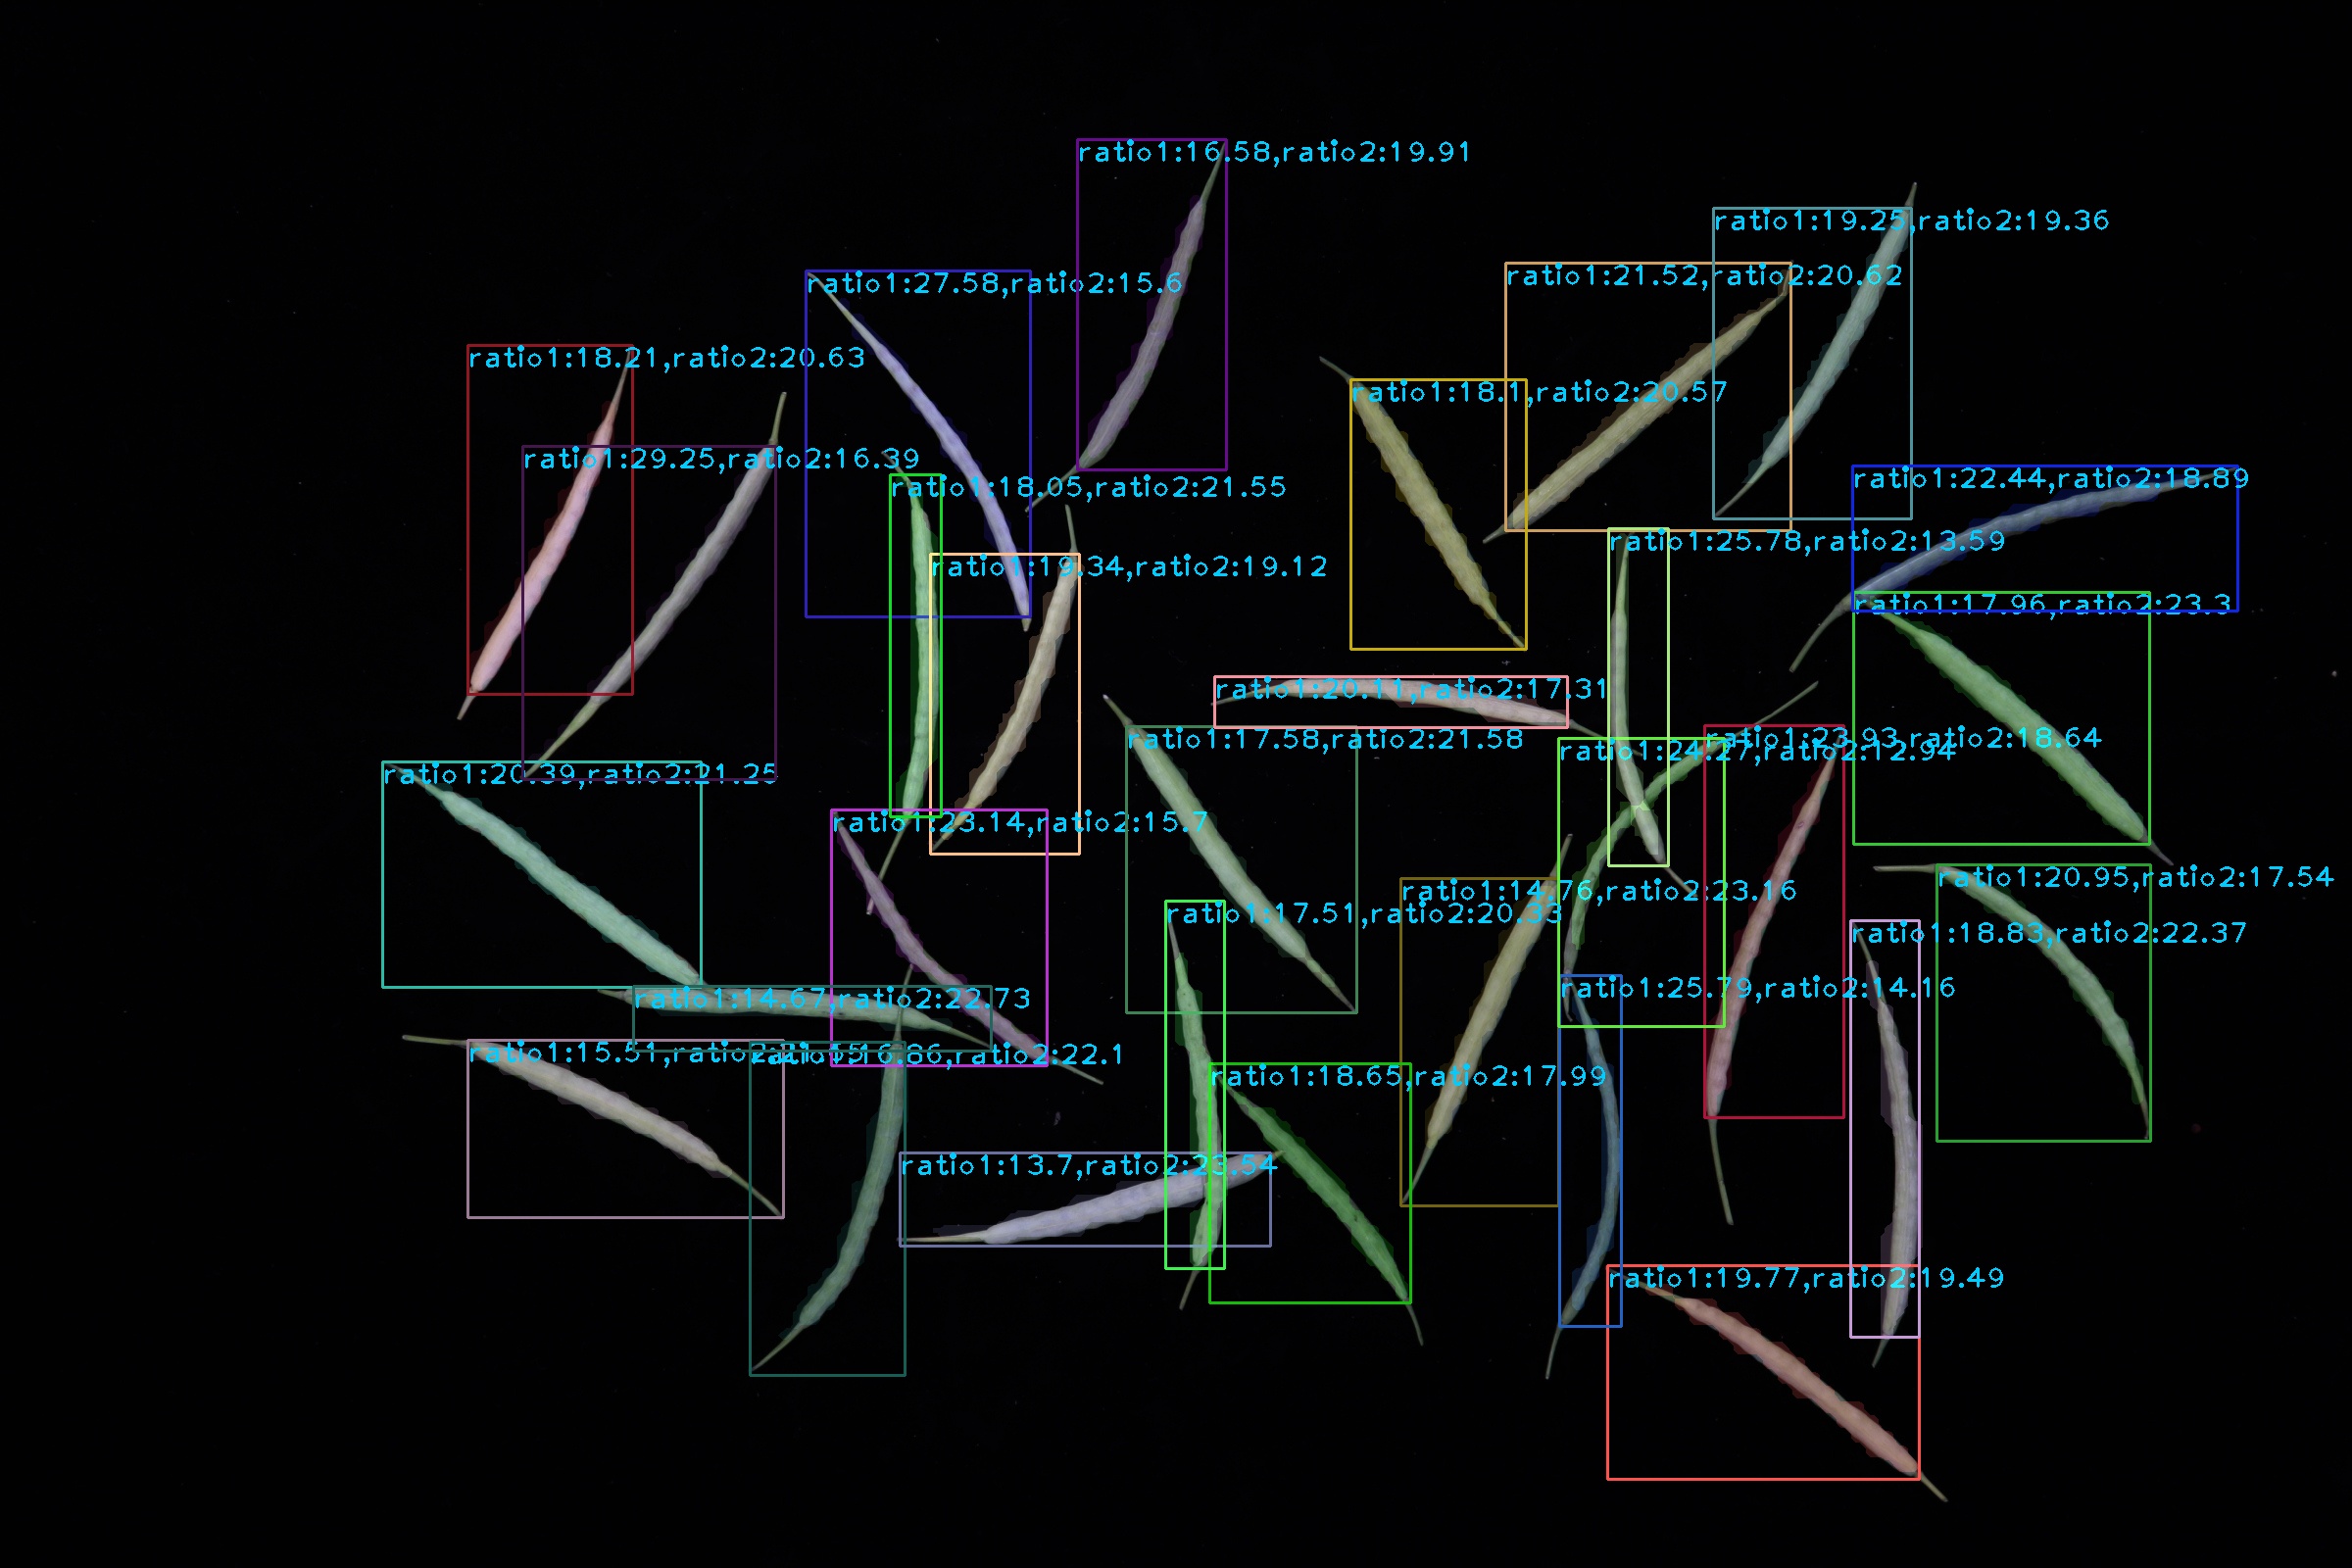 ratio1:16.58,ratio2:19.91
ratio1:19.25,ratio2:19.36
ratio1:27.58,ratio2:15.6
ratio1:21.52,ratio2:20.62
ratio1:18.21,ratio2:20.63
ratio1:18.1,ratio2:20.57
ratio1:29.25,ratio2:16.39
ratio1:22.44,ratio2:18.89
ratio1:18.05,ratio2:21.55
ratio1:25.78,ratio2:13.59
ratio1:19.34,ratio2:19.12
ratio1:17.96,ratio2:23.3
ratio1:20.11,ratio2:17.31
ratio1:17.58,ratio2:21.58
ratio1:23.93,ratio2:18.64
ratio1:24.27,ratio2:12.94
ratio1:20.39,ratio2:21.25
ratio1:23.14,ratio2:15.7
ratio1:20.95,ratio2:17.54
ratio1:14.76,ratio2:23.16
ratio1:17.51,ratio2:20.33
ratio1:18.83,ratio2:22.37
ratio1:25.79,ratio2:14.16
ratio1:14.67,ratio2:22.73
ratio1:15.51,
ratio1:16.86,ratio2:22.1
ratio1:18.65,ratio2:17.99
ratio1:13.7,ratio2:23.54
ratio1:19.77,ratio2:19.49